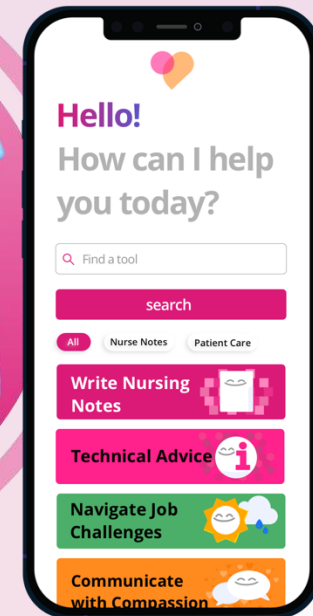 Hello!
How can I help
you today?
Find a tool
search
All Nurse Notes Patient Care
Write Nursing
Notes
Technical Advice
Navigate Job
Challenges
Communicate
with Compassion